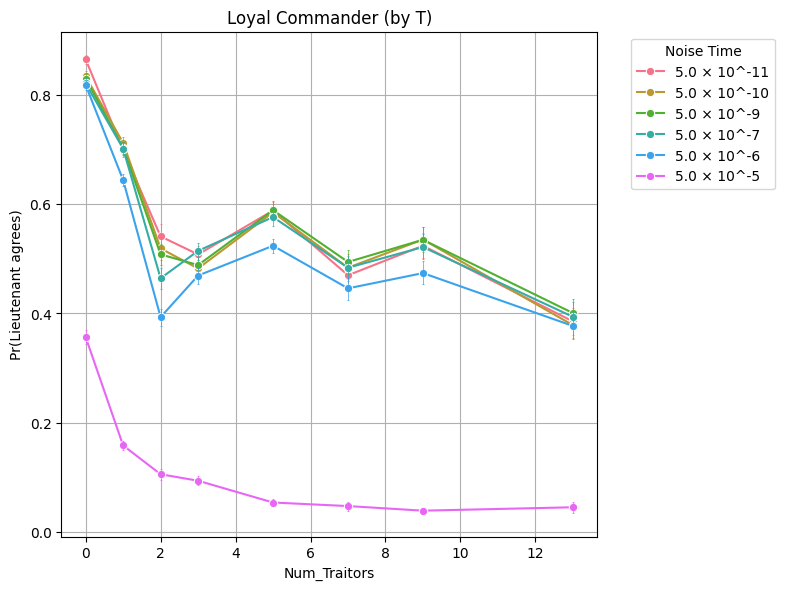 Loyal Commander (by T)
Pr(Lieutenant agrees)
0.8
0.6
0.4
0.2
0.0
0 2 4 6 8 10 12
Num_Traitors
Noise Time
5.0 × 10^-11
5.0 × 10^-10
5.0 × 10^-9
5.0 × 10^-7
5.0 × 10^-6
5.0 × 10^-5